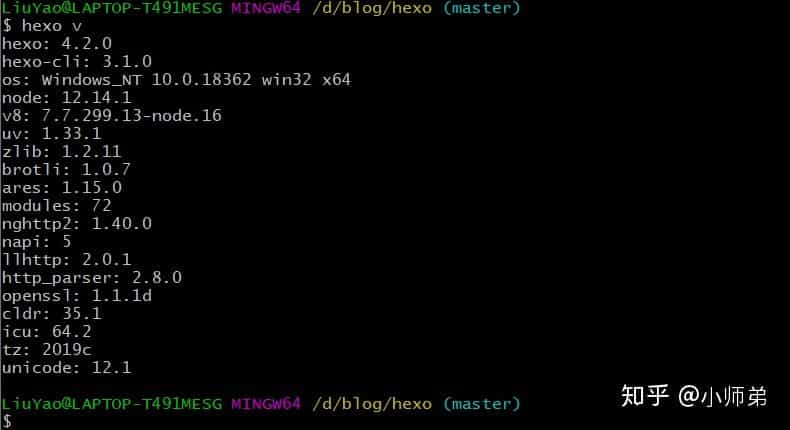 LiuYao@LAPTOP-T491MESG MINGW64 /d/blog/hexo (master)
$ hexo v
hexo: 4.2.0
hexo-cli: 3.1.0
os: Windows_NT 10.0.18362 win32 x64
node: 12.14.1
v8: 7.7.299.13-node.16
uv: 1.33.1
zlib: 1.2.11
brotli: 1.0.7
ares: 1.15.0
modules: 72
nghttp2: 1.40.0
napi: 5
llhttp: 2.0.1
http_parser: 2.8.0
openssl: 1.1.1d
cldr: 35.1
icu: 64.2
tz: 2019c
unicode: 12.1
LiuYao@LAPTOP-T491MESG MINGW64 /d/blog/hexo (master)
$
知乎 @小师弟